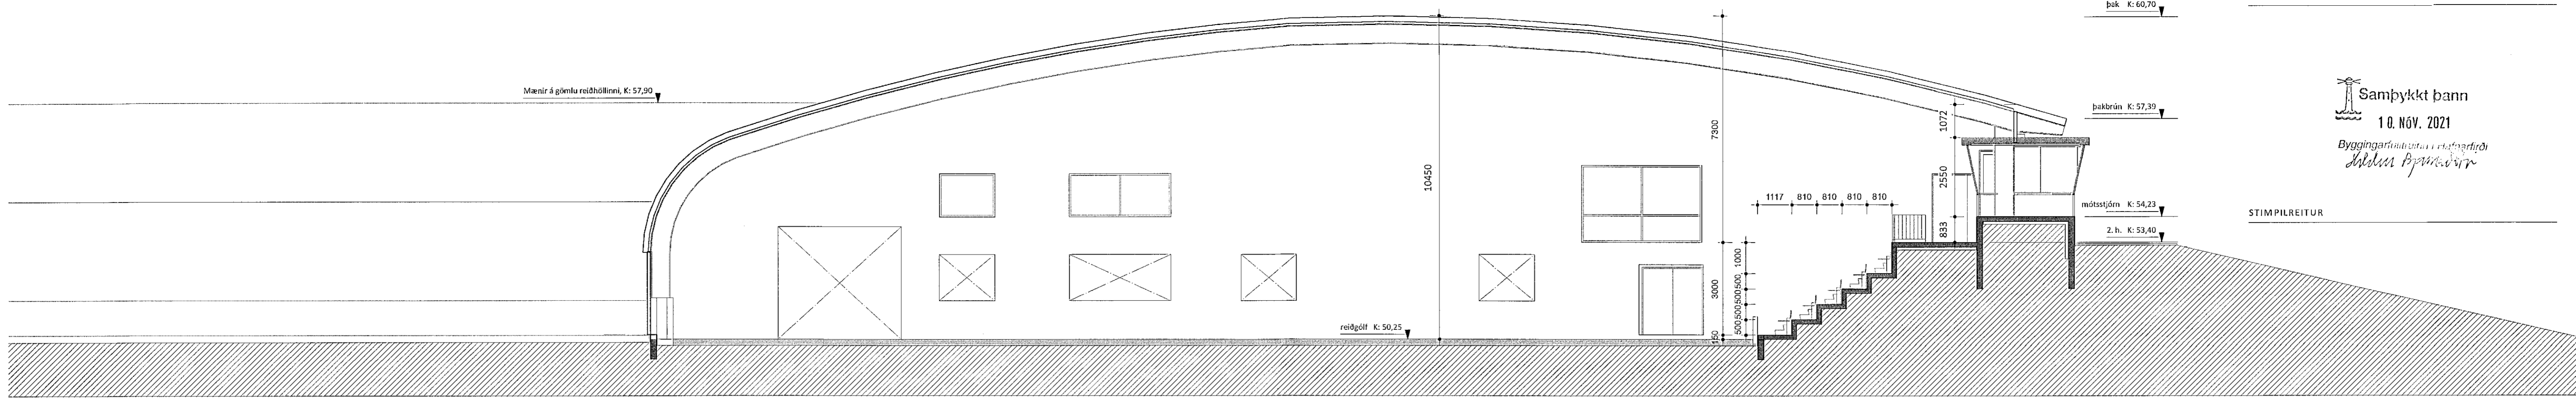 þak K: 60,70
Mænir á gömlu reiðhöllinni, K: 57,90
þakbrún K: 57,39
Samþykkt þann
10. NÓV. 2021
STIMPILREITUR
mótsstjórn K: 54,23
2. h. K: 53,40
reiðgólf K: 50,25
10450
7300
3000
150
1072
2550
833
1117 810 810 810 810
1000
500
500
500
500